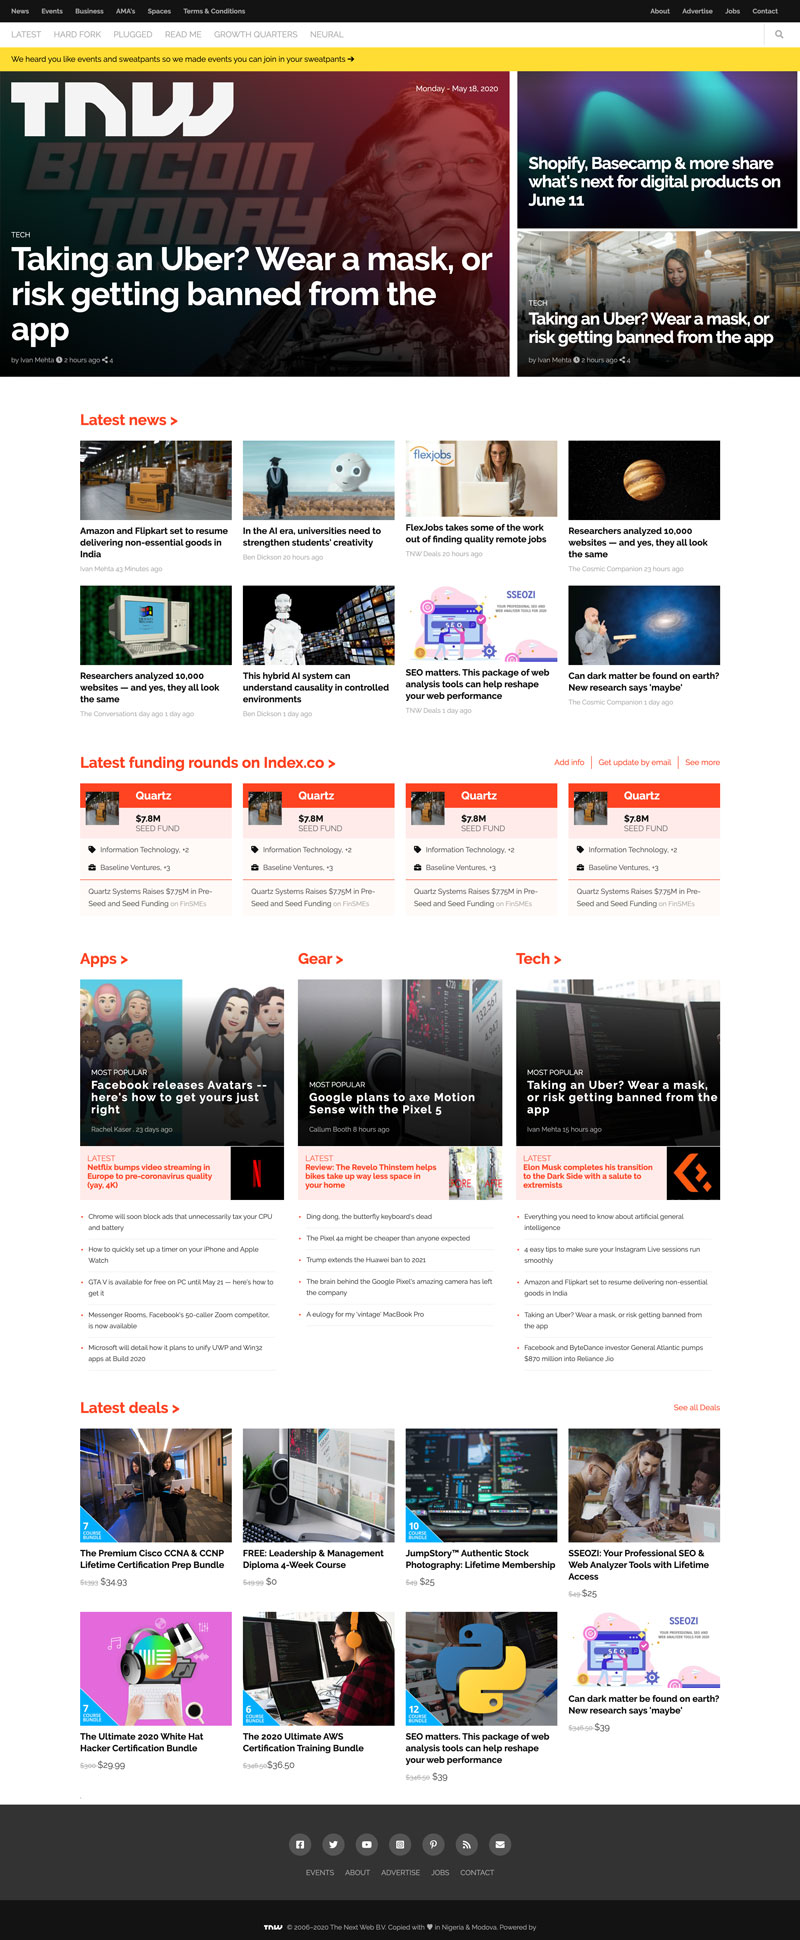 News Events Business AMA's Spaces Terms & Conditions About Advertise Jobs Contact
LATEST HARD FORK PLUGGED READ ME GROWTH QUARTERS NEURAL
We heard you like events and sweatpants so we made events you can join in your sweatpants ➔
TNW
Monday - May 18, 2020
BITCOIN
TODAY
TECH
Taking an Uber? Wear a mask, or
risk getting banned from the
app
by Ivan Mehta 2 hours ago 4
Shopify, Basecamp & more share
what's next for digital products on
June 11
TECH
Taking an Uber? Wear a mask, or
risk getting banned from the app
by Ivan Mehta 2 hours ago 4
Latest news >
Amazon and Flipkart set to resume
delivering non-essential goods in
India
Ivan Mehta 43 Minutes ago
In the AI era, universities need to
strengthen students' creativity
Ben Dickson 20 hours ago
flexjobs
FlexJobs takes some of the work
out of finding quality remote jobs
TNW Deals 20 hours ago
Researchers analyzed 10,000
websites — and yes, they all look
the same
The Cosmic Companion 23 hours ago
Researchers analyzed 10,000
websites — and yes, they all look
the same
The Conversation1 day ago 1 day ago
This hybrid AI system can
understand causality in controlled
environments
Ben Dickson 1 day ago
SSEOZI
YOUR PROFESSIONAL SEO AND
WEB ANALYZER TOOLS FOR 2020
SEO
SEO matters. This package of web
analysis tools can help reshape
your web performance
TNW Deals 1 day ago
Can dark matter be found on earth?
New research says 'maybe'
The Cosmic Companion 1 day ago
Latest funding rounds on Index.co >
Add info Get update by email See more
Quartz
$7.8M
SEED FUND
Information Technology, +2
Baseline Ventures, +3
Quartz Systems Raises $7.75M in Pre-
Seed and Seed Funding on FinSMEs
Quartz
$7.8M
SEED FUND
Information Technology, +2
Baseline Ventures, +3
Quartz Systems Raises $7.75M in Pre-
Seed and Seed Funding on FinSMEs
Quartz
$7.8M
SEED FUND
Information Technology, +2
Baseline Ventures, +3
Quartz Systems Raises $7.75M in Pre-
Seed and Seed Funding on FinSMEs
Quartz
$7.8M
SEED FUND
Information Technology, +2
Baseline Ventures, +3
Quartz Systems Raises $7.75M in Pre-
Seed and Seed Funding on FinSMEs
Apps >
MOST POPULAR
Facebook releases Avatars --
here's how to get yours just
right
Rachel Kaser . 23 days ago
LATEST
Netflix bumps video streaming in
Europe to pre-coronavirus quality
(yay, 4K)
Chrome will soon block ads that unnecessarily tax your CPU
and battery
How to quickly set up a timer on your iPhone and Apple
Watch
GTA V is available for free on PC until May 21 — here's how to
get it
Messenger Rooms, Facebook's 50-caller Zoom competitor,
is now available
Microsoft will detail how it plans to unify UWP and Win32
apps at Build 2020
Gear >
MOST POPULAR
Google plans to axe Motion
Sense with the Pixel 5
Callum Booth 8 hours ago
LATEST
Review: The Revelo Thinstem helps
bikes take up way less space in
your home
Ding dong, the butterfly keyboard's dead
The Pixel 4a might be cheaper than anyone expected
Trump extends the Huawei ban to 2021
The brain behind the Google Pixel's amazing camera has left
the company
A eulogy for my 'vintage' MacBook Pro
Tech >
MOST POPULAR
Taking an Uber? Wear a mask,
or risk getting banned from the
app
Ivan Mehta 15 hours ago
LATEST
Elon Musk completes his transition
to the Dark Side with a salute to
extremists
Everything you need to know about artificial general
intelligence
4 easy tips to make sure your Instagram Live sessions run
smoothly
Amazon and Flipkart set to resume delivering non-essential
goods in India
Taking an Uber? Wear a mask, or risk getting banned from
the app
Facebook and ByteDance investor General Atlantic pumps
$870 million into Reliance Jio
Latest deals >
See all Deals
7
COURSE
BUNDLE
The Premium Cisco CCNA & CCNP
Lifetime Certification Prep Bundle
$1392 $34.93
FREE: Leadership & Management
Diploma 4-Week Course
$49.99 $0
10
COURSE
BUNDLE
JumpStory™ Authentic Stock
Photography: Lifetime Membership
$49 $25
SSEOZI: Your Professional SEO &
Web Analyzer Tools with Lifetime
Access
$49 $25
7
COURSE
BUNDLE
The Ultimate 2020 White Hat
Hacker Certification Bundle
$300 $29.99
6
COURSE
BUNDLE
The 2020 Ultimate AWS
Certification Training Bundle
$346.50$36.50
12
COURSE
BUNDLE
SEO matters. This package of web
analysis tools can help reshape
your web performance
$346.50 $39
SSEOZI
YOUR PROFESSIONAL SEO AND
WEB ANALYZER TOOLS FOR 2020
SEO
Can dark matter be found on earth?
New research says 'maybe'
$346.50 $39
EVENTS ABOUT ADVERTISE JOBS CONTACT
TNW © 2006–2020 The Next Web B.V. Copied with ♥ in Nigeria & Modova, Powered by